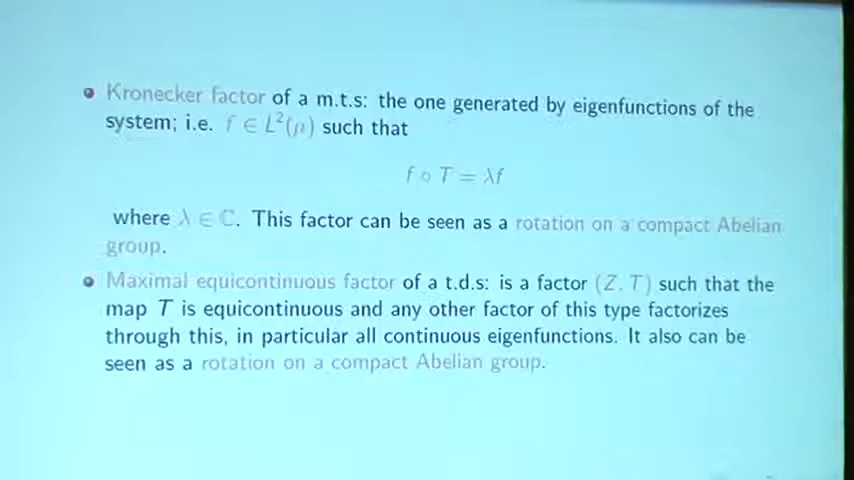 Kronecker factor of a m.t.s: the one generated by eigenfunctions of the
system; i.e. f ∈ L²(μ) such that
f ∘ T = λf
where λ ∈ ℂ. This factor can be seen as a rotation on a compact Abelian
group.
Maximal equicontinuous factor of a t.d.s: is a factor (Z, T) such that the
map T is equicontinuous and any other factor of this type factorizes
through this, in particular all continuous eigenfunctions. It also can be
seen as a rotation on a compact Abelian group.